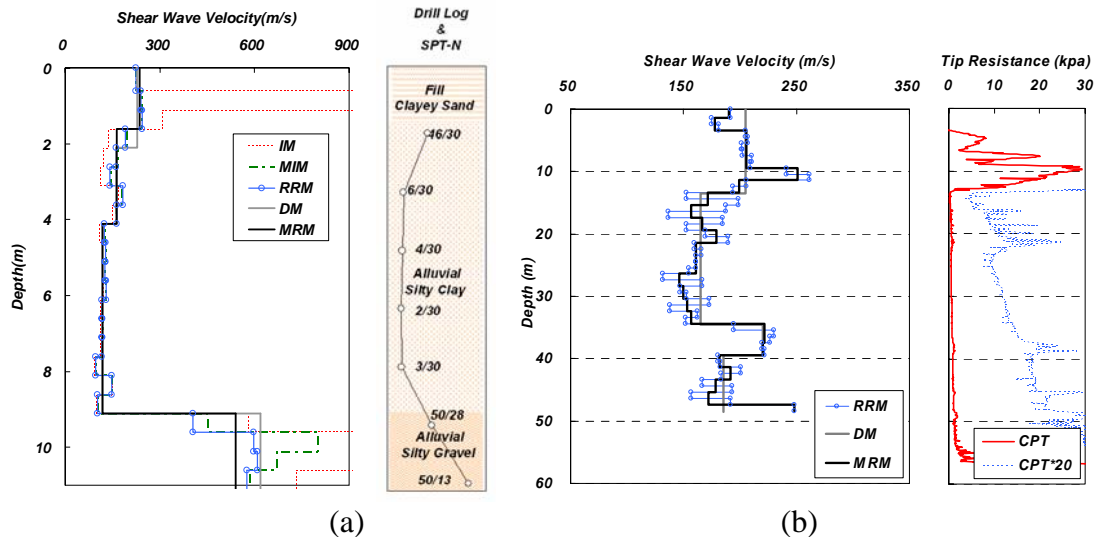 Shear Wave Velocity(m/s)
0 300 600 900
Depth(m)
0
2
4
6
8
10
IM
MIM
RRM
DM
MRM
Drill Log
&
SPT-N
Fill
Clayey Sand
16/30
6/30
4/30
Alluvial
Silty Clay
2/30
3/30
50/28
Alluvial
Silty Gravel
50/13
(a)
Shear Wave Velocity (m/s)
50 150 250 350
Depth (m)
0
10
20
30
40
50
60
RRM
DM
MRM
Tip Resistance (kpa)
0 10 20 30
CPT
CPT*20
(b)